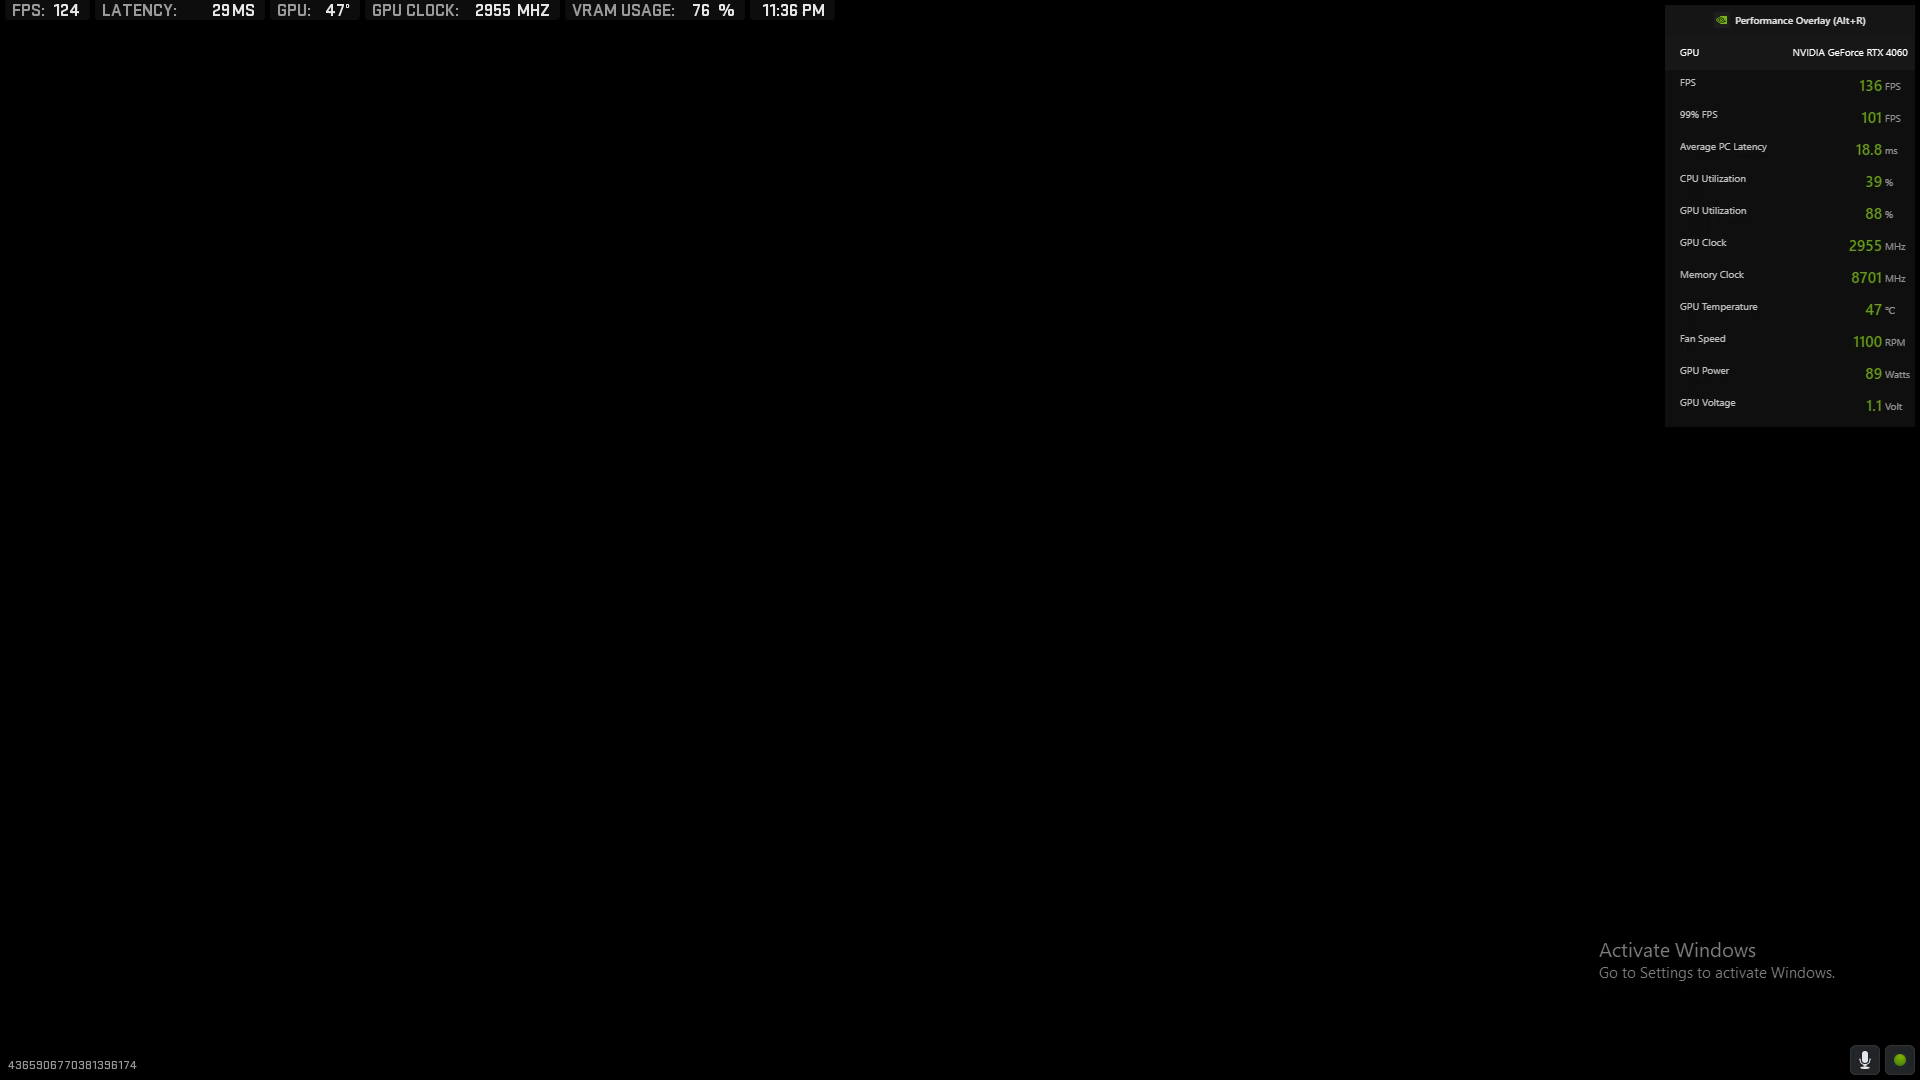 FPS: 124 LATENCY: 29MS GPU: 47° GPU CLOCK: 2955 MHZ VRAM USAGE: 76 % 11:36 PM
Performance Overlay (Alt+R)
GPU NVIDIA GeForce RTX 4060
FPS 136 FPS
99% FPS 101 FPS
Average PC Latency 18.8 ms
CPU Utilization 39 %
GPU Utilization 88 %
GPU Clock 2955 MHz
Memory Clock 8701 MHz
GPU Temperature 47 °C
Fan Speed 1100 RPM
GPU Power 89 Watts
GPU Voltage 1.1 Volt
Activate Windows
Go to Settings to activate Windows.
4365906770381396174